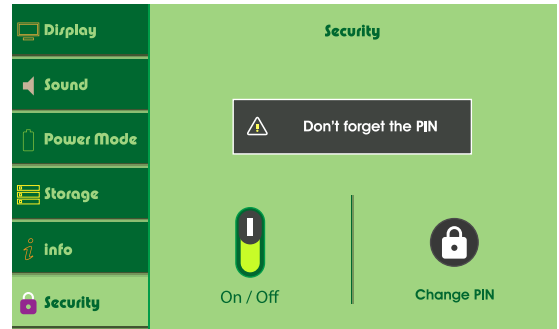 Display
Sound
Power Mode
Storage
info
Security
Security
Don't forget the PIN
On / Off
Change PIN